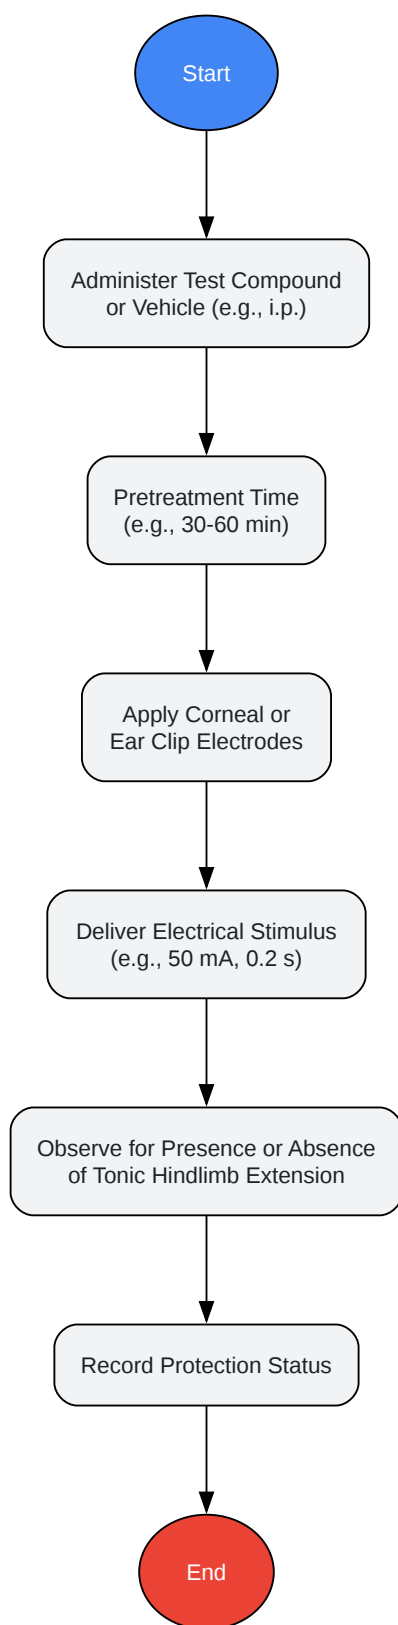 Start
Administer Test Compound
or Vehicle (e.g., i.p.)
Pretreatment Time
(e.g., 30-60 min)
Apply Corneal or
Ear Clip Electrodes
Deliver Electrical Stimulus
(e.g., 50 mA, 0.2 s)
Observe for Presence or Absence
of Tonic Hindlimb Extension
Record Protection Status
End